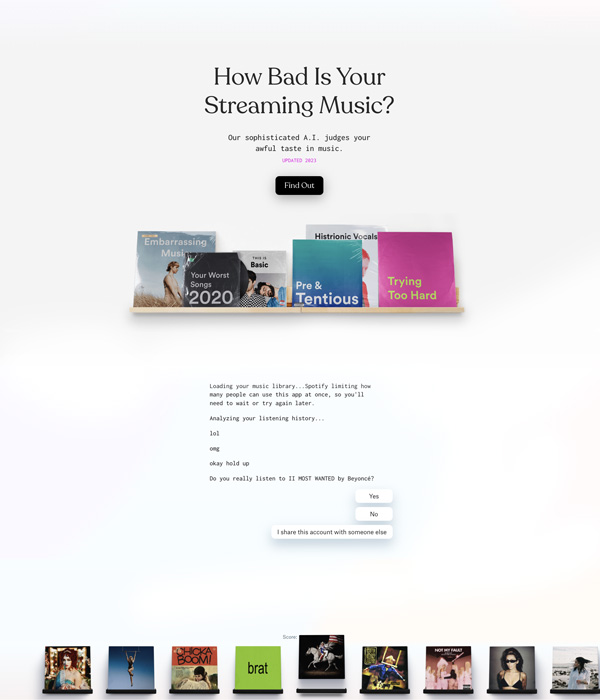 How Bad Is Your
Streaming Music?
Our sophisticated A.I. judges your
awful taste in music.
UPDATED 2023
Find Out
Embarrassing
Music
Your Worst
Songs
2020
THIS IS
Basic
Histrionic Vocals
Pre &
Tentious
Trying
Too Hard
Loading your music library...Spotify limiting how
many people can use this app at once, so you'll
need to wait or try again later.
Analyzing your listening history...
lol
omg
okay hold up
Do you really listen to II MOST WANTED by Beyoncé?
Yes
No
I share this account with someone else
Score:
CHICKA
BOOM!
brat
NOT MY FAULT